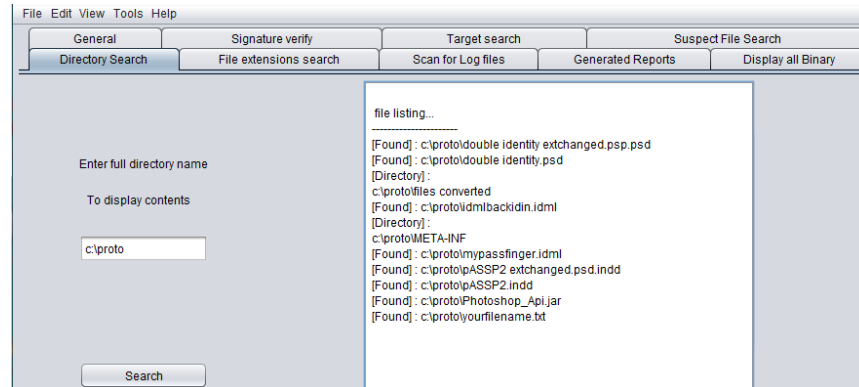 File Edit View Tools Help
General Signature verify Target search Suspect File Search
Directory Search File extensions search Scan for Log files Generated Reports Display all Binary
Enter full directory name
To display contents
c:\proto
Search
file listing...
----------------------
[Found] : c:\proto\double identity extchanged.psp.psd
[Found] : c:\proto\double identity.psd
[Directory] :
c:\proto\files converted
[Found] : c:\proto\idmlbackidin.idml
[Directory] :
c:\proto\META-INF
[Found] : c:\proto\mypassfinger.idml
[Found] : c:\proto\pASSP2 extchanged.psd.indd
[Found] : c:\proto\pASSP2.indd
[Found] : c:\proto\Photoshop_Api.jar
[Found] : c:\proto\yourfilename.txt